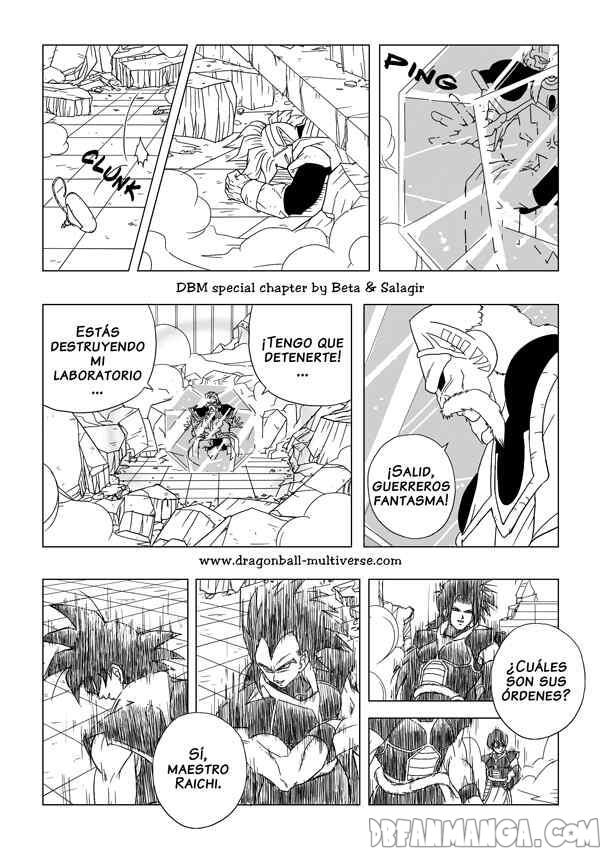 CLUNK
PING
DBM special chapter by Beta & Salagir
ESTÁS
DESTRUYENDO
MI
LABORATORIO
...
¡TENGO QUE
DETENERTE!
...
¡SALID,
GUERREROS
FANTASMA!
www.dragonball-multiverse.com
SÍ,
MAESTRO
RAICHI.
¿CUÁLES
SON SUS
ÓRDENES?
DBFANMANGA.COM